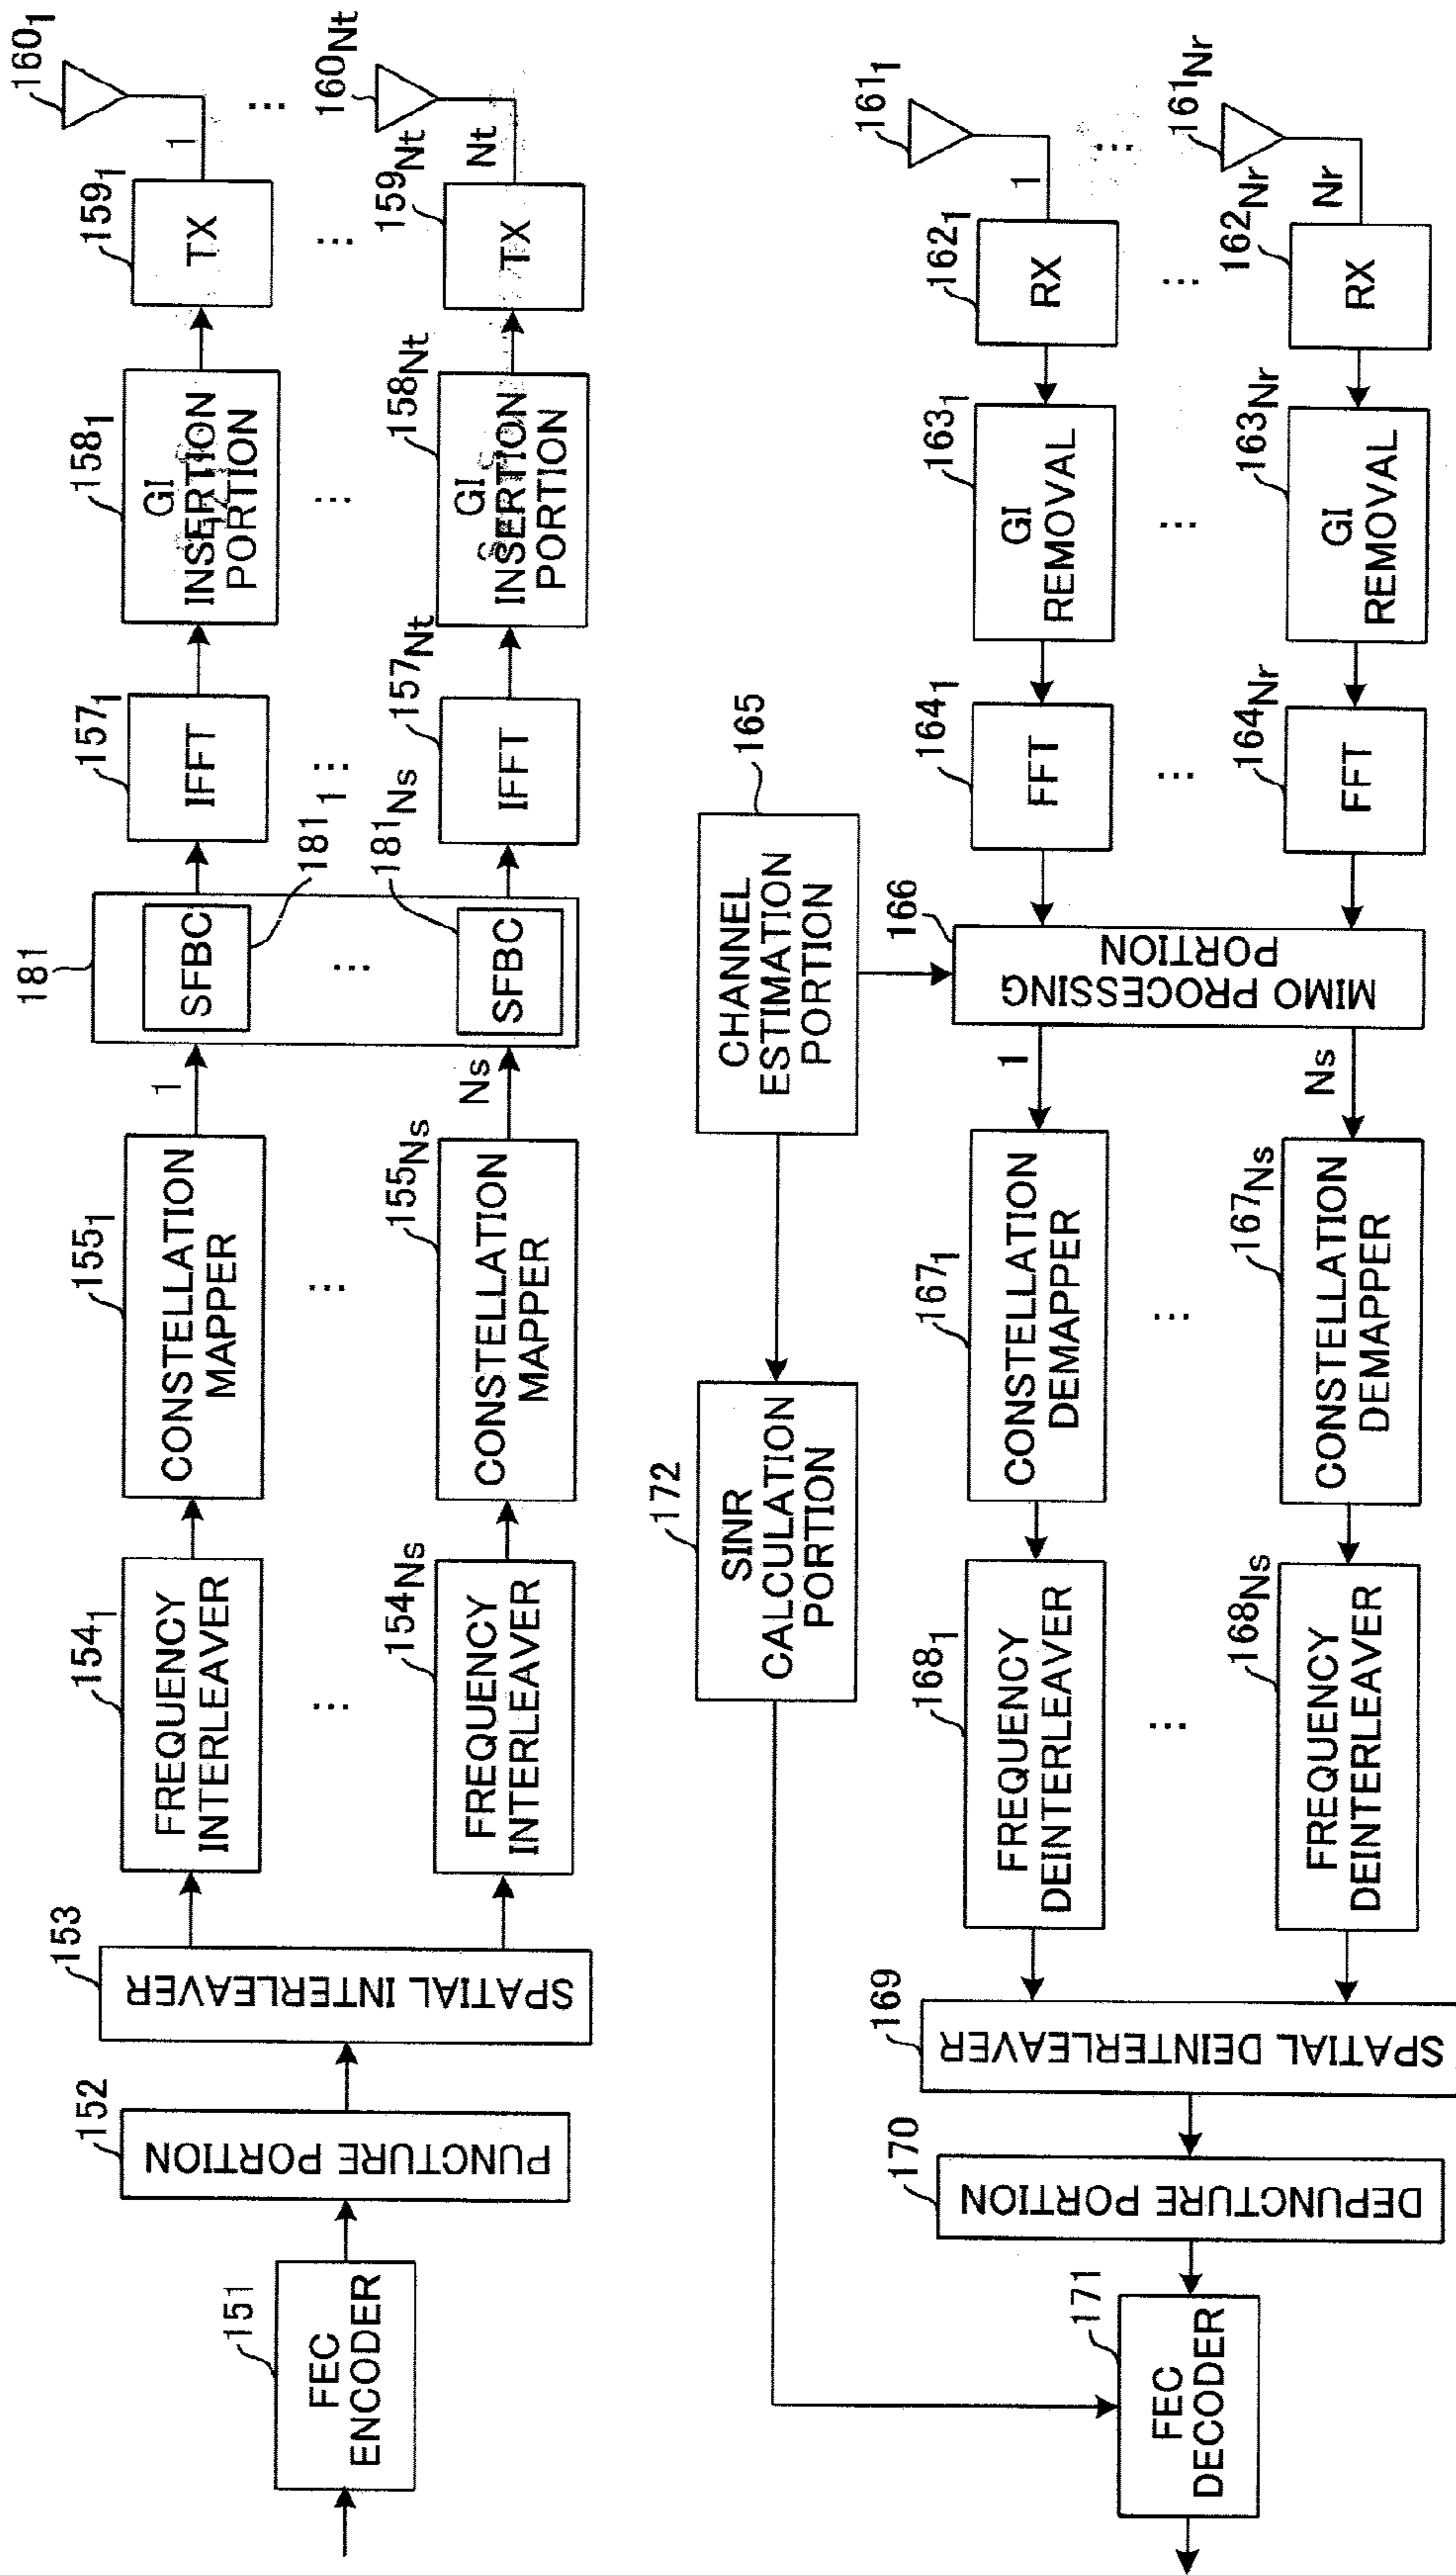 151
FEC
ENCODER
152
PUNCTURE PORTION
153
SPATIAL INTERLEAVER
154₁
FREQUENCY
INTERLEAVER
...
154Ns
FREQUENCY
INTERLEAVER
155₁
CONSTELLATION
MAPPER
...
155Ns
CONSTELLATION
MAPPER
1
Ns
181
SFBC
181₁
...
SFBC
181Ns
157₁
IFFT
...
157Nt
IFFT
158₁
GI
INSERTION
PORTION
...
158Nt
GI
INSERTION
PORTION
159₁
TX
...
159Nt
TX
1
Nt
160₁
...
160Nt
161₁
...
161Nr
1
Nr
162₁
RX
...
162Nr
RX
163₁
GI
REMOVAL
...
163Nr
GI
REMOVAL
164₁
FFT
...
164Nr
FFT
165
CHANNEL
ESTIMATION
PORTION
166
MIMO PROCESSING
PORTION
1
Ns
167₁
CONSTELLATION
DEMAPPER
...
167Ns
CONSTELLATION
DEMAPPER
172
SINR
CALCULATION
PORTION
168₁
FREQUENCY
DEINTERLEAVER
...
168Ns
FREQUENCY
DEINTERLEAVER
169
SPATIAL DEINTERLEAVER
170
DEPUNCTURE PORTION
171
FEC
DECODER